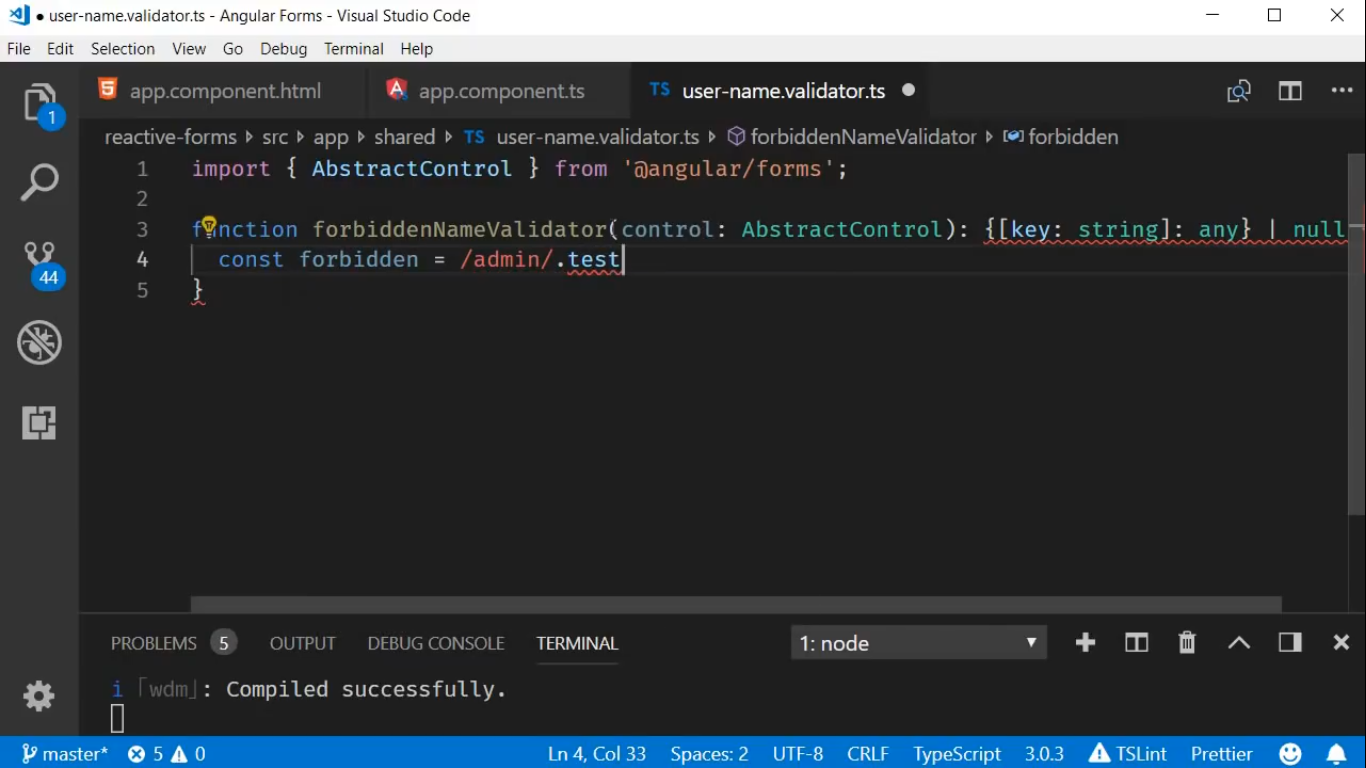 ● user-name.validator.ts - Angular Forms - Visual Studio Code
File Edit Selection View Go Debug Terminal Help
app.component.html app.component.ts TS user-name.validator.ts ●
1
reactive-forms src app shared TS user-name.validator.ts forbiddenNameValidator forbidden
1 import { AbstractControl } from '@angular/forms';
2
3 function forbiddenNameValidator(control: AbstractControl): {[key: string]: any} | null
4 const forbidden = /admin/.test
5 }
44
PROBLEMS 5 OUTPUT DEBUG CONSOLE TERMINAL 1: node
i ｢wdm｣: Compiled successfully.
master* 5 0 Ln 4, Col 33 Spaces: 2 UTF-8 CRLF TypeScript 3.0.3 TSLint Prettier